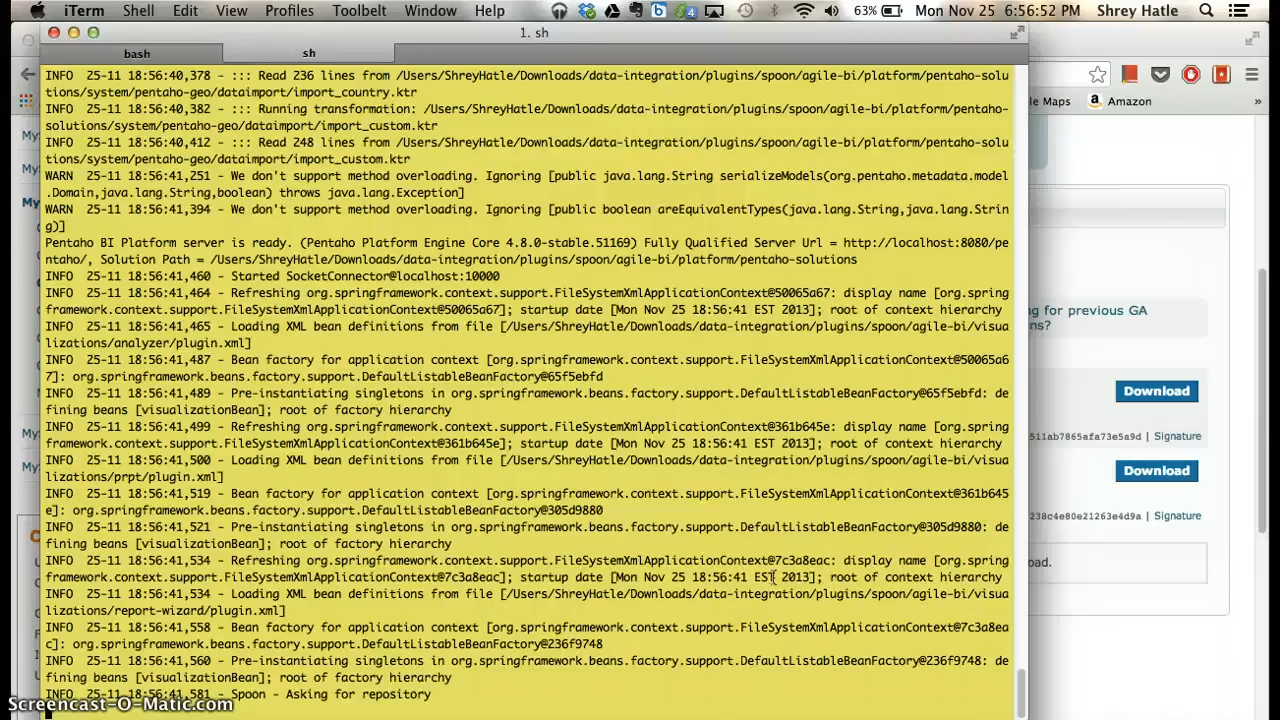 iTerm Shell Edit View Profiles Toolbelt Window Help 4 63% Mon Nov 25 6:56:52 PM Shrey Hatle
1. sh
bash sh
INFO 25-11 18:56:40,378 - ::: Read 236 lines from /Users/ShreyHatle/Downloads/data-integration/plugins/spoon/agile-bi/platform/pentaho-solu
tions/system/pentaho-geo/dataimport/import_country.ktr
INFO 25-11 18:56:40,382 - ::: Running transformation: /Users/ShreyHatle/Downloads/data-integration/plugins/spoon/agile-bi/platform/pentaho-
solutions/system/pentaho-geo/dataimport/import_custom.ktr
INFO 25-11 18:56:40,412 - ::: Read 248 lines from /Users/ShreyHatle/Downloads/data-integration/plugins/spoon/agile-bi/platform/pentaho-solu
tions/system/pentaho-geo/dataimport/import_custom.ktr
WARN 25-11 18:56:41,251 - We don't support method overloading. Ignoring [public java.lang.String serializeModels(org.pentaho.metadata.model
.Domain,java.lang.String,boolean) throws java.lang.Exception]
WARN 25-11 18:56:41,394 - We don't support method overloading. Ignoring [public boolean areEquivalentTypes(java.lang.String,java.lang.Strin
g)]
Pentaho BI Platform server is ready. (Pentaho Platform Engine Core 4.8.0-stable.51169) Fully Qualified Server Url = http://localhost:8080/pe
ntaho/, Solution Path = /Users/ShreyHatle/Downloads/data-integration/plugins/spoon/agile-bi/platform/pentaho-solutions
INFO 25-11 18:56:41,460 - Started SocketConnector@localhost:10000
INFO 25-11 18:56:41,464 - Refreshing org.springframework.context.support.FileSystemXmlApplicationContext@50065a67: display name [org.spring
framework.context.support.FileSystemXmlApplicationContext@50065a67]; startup date [Mon Nov 25 18:56:41 EST 2013]; root of context hierarchy
INFO 25-11 18:56:41,465 - Loading XML bean definitions from file [/Users/ShreyHatle/Downloads/data-integration/plugins/spoon/agile-bi/visua
lizations/analyzer/plugin.xml]
INFO 25-11 18:56:41,487 - Bean factory for application context [org.springframework.context.support.FileSystemXmlApplicationContext@50065a6
7]: org.springframework.beans.factory.support.DefaultListableBeanFactory@65f5ebfd
INFO 25-11 18:56:41,489 - Pre-instantiating singletons in org.springframework.beans.factory.support.DefaultListableBeanFactory@65f5ebfd: de
fining beans [visualizationBean]; root of factory hierarchy
INFO 25-11 18:56:41,499 - Refreshing org.springframework.context.support.FileSystemXmlApplicationContext@361b645e: display name [org.spring
framework.context.support.FileSystemXmlApplicationContext@361b645e]; startup date [Mon Nov 25 18:56:41 EST 2013]; root of context hierarchy
INFO 25-11 18:56:41,500 - Loading XML bean definitions from file [/Users/ShreyHatle/Downloads/data-integration/plugins/spoon/agile-bi/visua
lizations/prpt/plugin.xml]
INFO 25-11 18:56:41,519 - Bean factory for application context [org.springframework.context.support.FileSystemXmlApplicationContext@361b645
e]: org.springframework.beans.factory.support.DefaultListableBeanFactory@305d9880
INFO 25-11 18:56:41,521 - Pre-instantiating singletons in org.springframework.beans.factory.support.DefaultListableBeanFactory@305d9880: de
fining beans [visualizationBean]; root of factory hierarchy
INFO 25-11 18:56:41,534 - Refreshing org.springframework.context.support.FileSystemXmlApplicationContext@7c3a8eac: display name [org.spring
framework.context.support.FileSystemXmlApplicationContext@7c3a8eac]; startup date [Mon Nov 25 18:56:41 EST 2013]; root of context hierarchy
INFO 25-11 18:56:41,534 - Loading XML bean definitions from file [/Users/ShreyHatle/Downloads/data-integration/plugins/spoon/agile-bi/visua
lizations/report-wizard/plugin.xml]
INFO 25-11 18:56:41,558 - Bean factory for application context [org.springframework.context.support.FileSystemXmlApplicationContext@7c3a8ea
c]: org.springframework.beans.factory.support.DefaultListableBeanFactory@236f9748
INFO 25-11 18:56:41,560 - Pre-instantiating singletons in org.springframework.beans.factory.support.DefaultListableBeanFactory@236f9748: de
fining beans [visualizationBean]; root of factory hierarchy
INFO 25-11 18:56:41,581 - Spoon - Asking for repository
le Maps Amazon »
ng for previous GA
ns?
Download
511ab7865afa73e5a9d | Signature
Download
238c4e80e21263e4d9a | Signature
oad.
Screencast-O-Matic.com